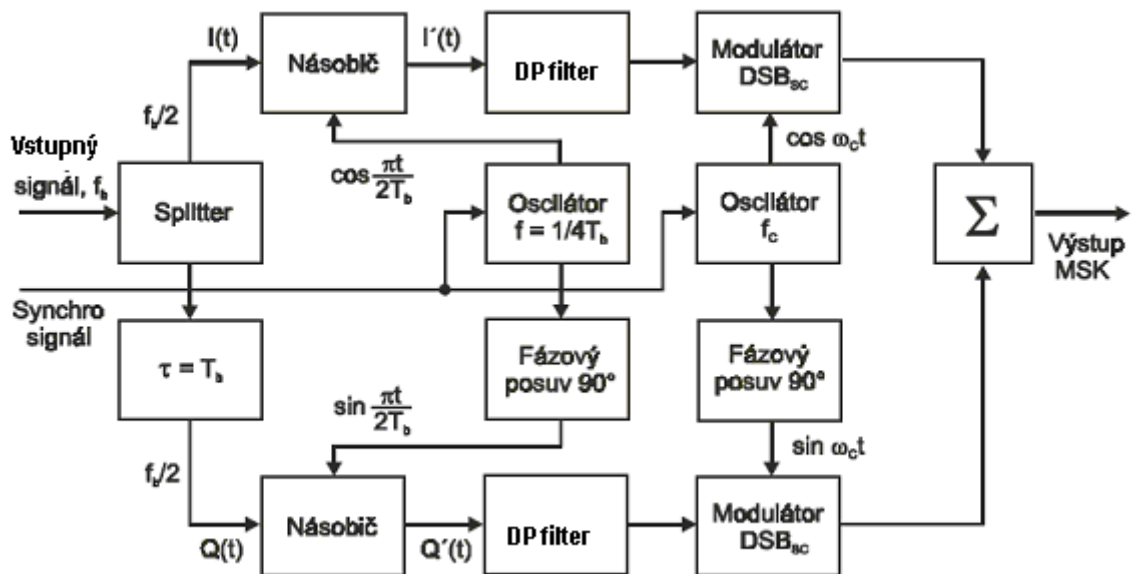 I(t)
Násobič
I´(t)
DP filter
Modulátor
DSBsc
fb/2
cos ωCt
Vstupný
signál, fb
Splitter
cos πt/2Tb
Oscilátor
f = 1/4Tb
Oscilátor
fc
Σ
Výstup
MSK
Synchro
signál
τ = Tb
Fázový
posuv 90°
Fázový
posuv 90°
sin πt/2Tb
sin ωCt
fb/2
Q(t)
Násobič
Q´(t)
DP filter
Modulátor
DSBsc